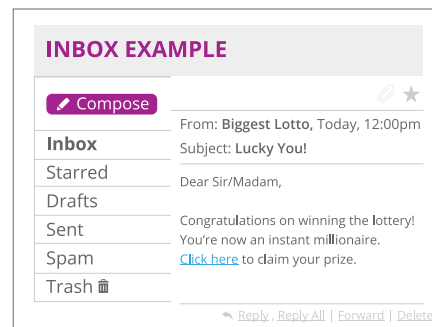 INBOX EXAMPLE
Compose
Inbox
Starred
Drafts
Sent
Spam
Trash
From: Biggest Lotto, Today, 12:00pm
Subject: Lucky You!
Dear Sir/Madam,
Congratulations on winning the lottery!
You're now an instant millionaire.
Click here to claim your prize.
Reply , Reply All | Forward | Delete